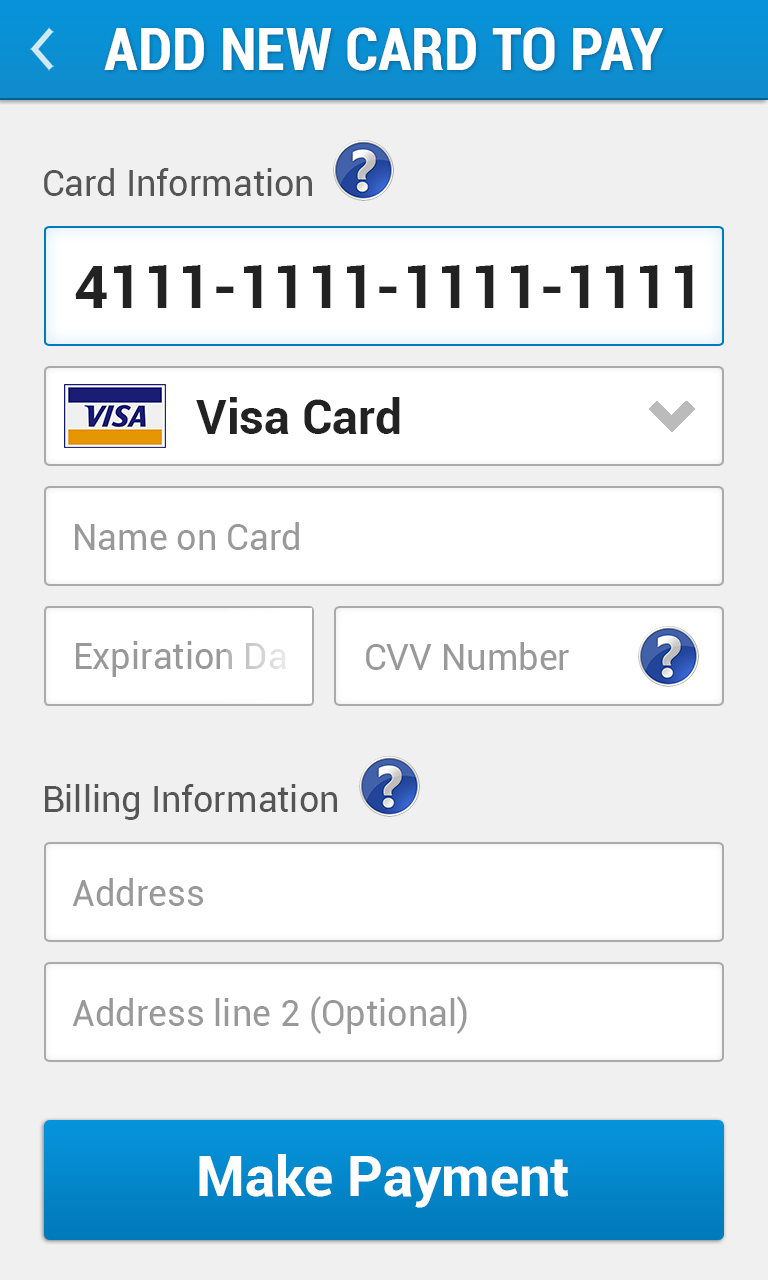 ADD NEW CARD TO PAY
Card Information ?
4111-1111-1111-1111
VISA Visa Card
Name on Card
Expiration Da
CVV Number ?
Billing Information ?
Address
Address line 2 (Optional)
Make Payment